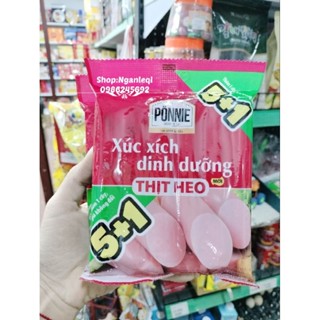 Shop:Nganleqi
0986245692
PONNIE
5+1
Xúc xích
dinh dưỡng
THỊT HEO
5+1